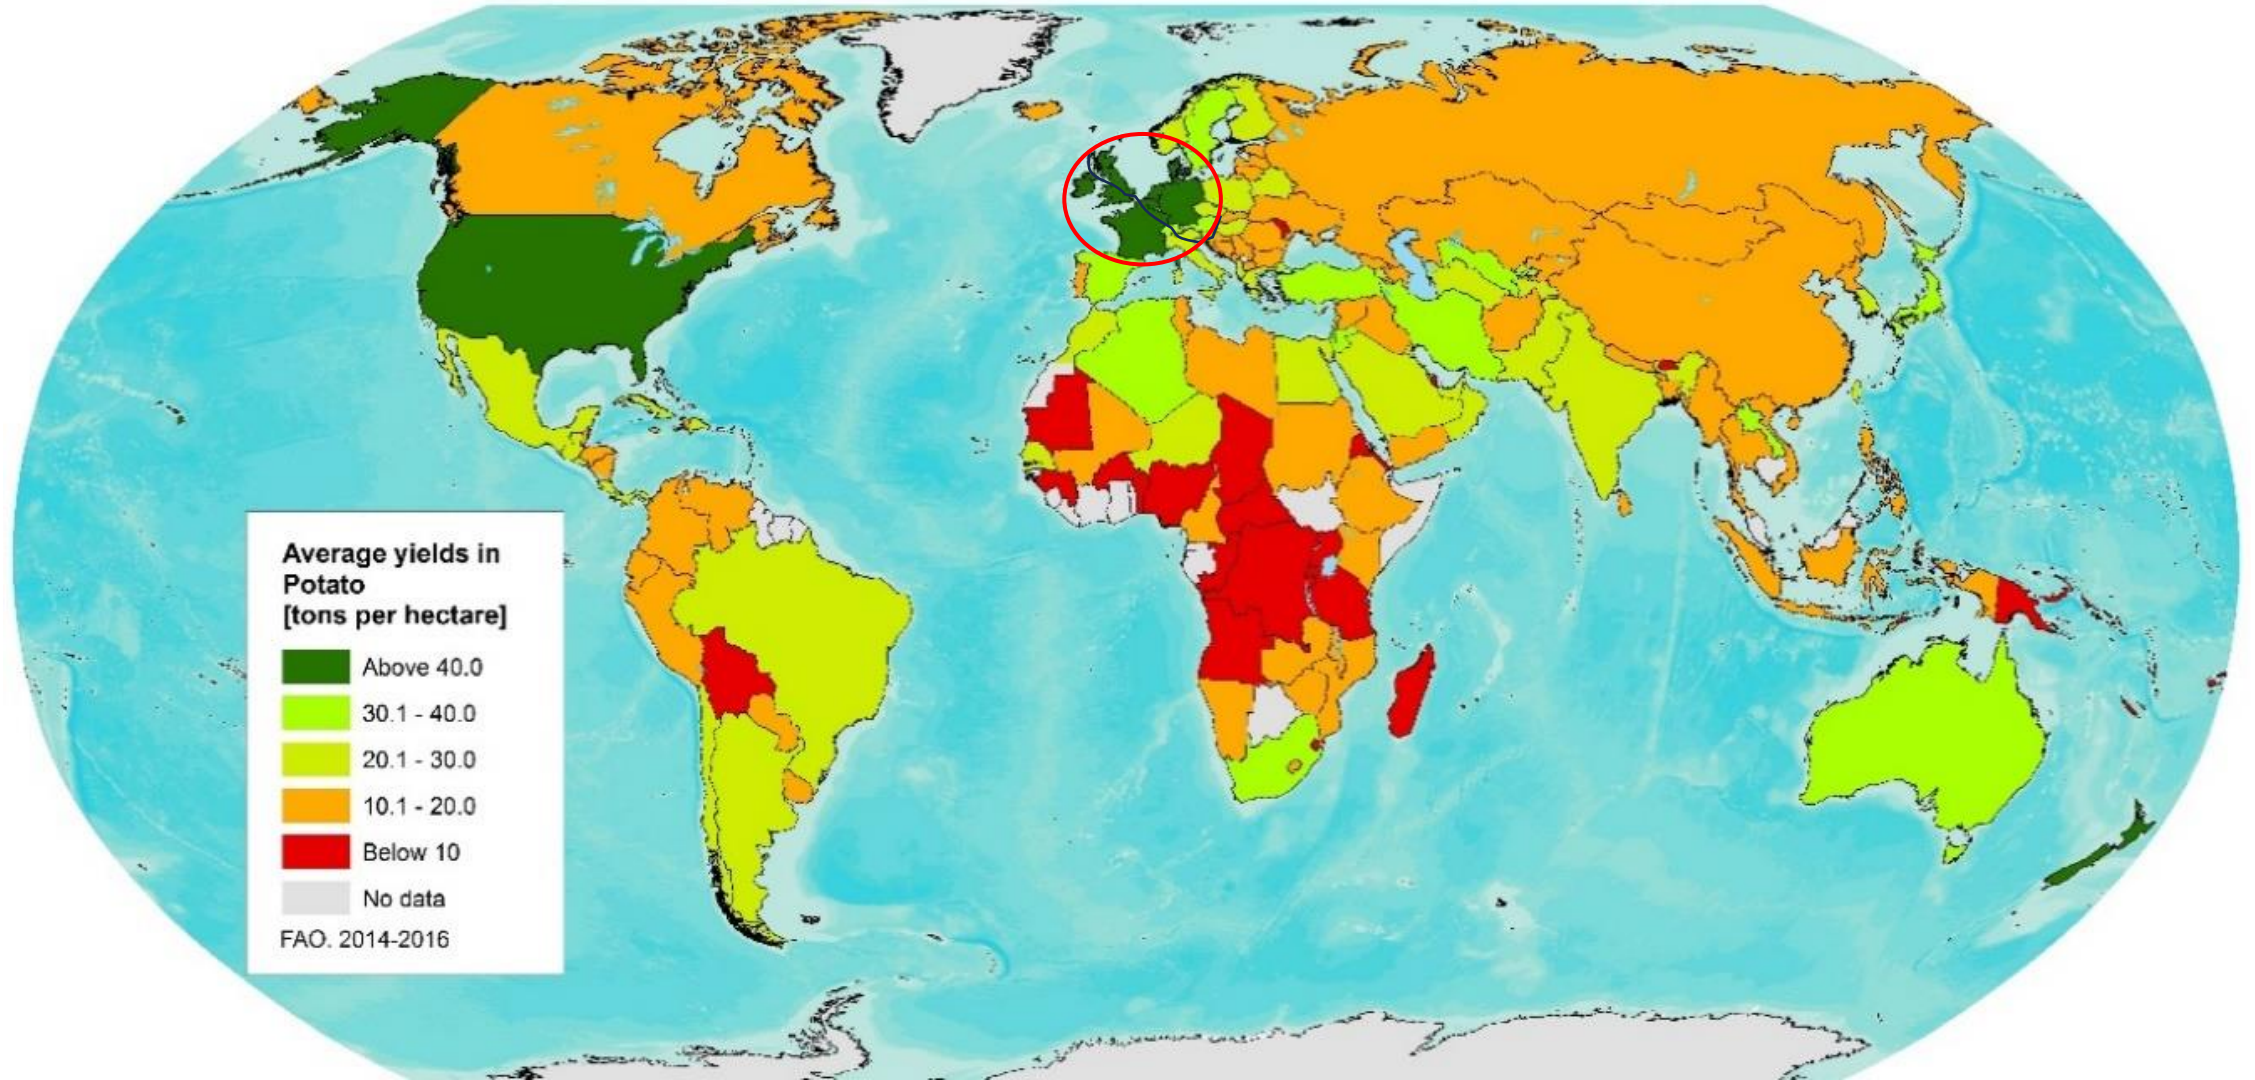 Average yields in
Potato
[tons per hectare]
Above 40.0
30.1 - 40.0
20.1 - 30.0
10.1 - 20.0
Below 10
No data
FAO. 2014-2016